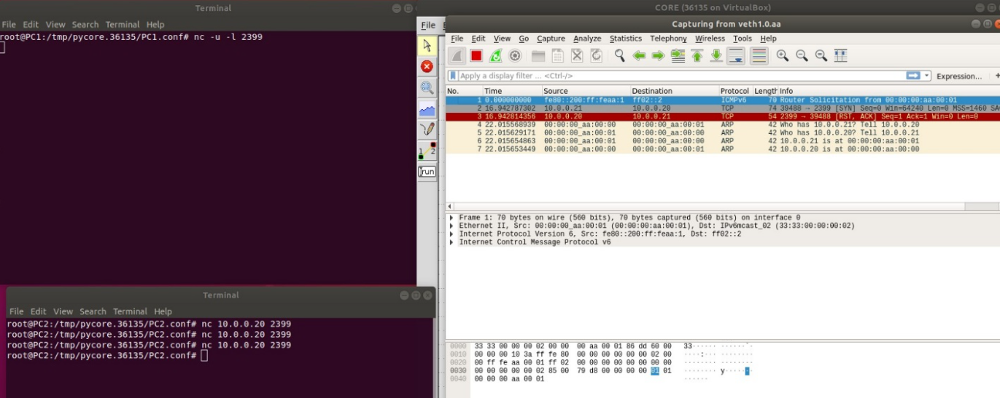 Terminal
File Edit View Search Terminal Help
root@PC1:/tmp/pycore.36135/PC1.conf# nc -u -l 2399
Terminal
File Edit View Search Terminal Help
root@PC2:/tmp/pycore.36135/PC2.conf# nc 10.0.0.20 2399
root@PC2:/tmp/pycore.36135/PC2.conf# nc 10.0.0.20 2399
root@PC2:/tmp/pycore.36135/PC2.conf# nc 10.0.0.20 2399
root@PC2:/tmp/pycore.36135/PC2.conf#
CORE (36135 on VirtualBox)
File
1 2
run
Capturing from veth1.0.aa
File Edit View Go Capture Analyze Statistics Telephony Wireless Tools Help
Apply a display filter ... <Ctrl-/> Expression... +
No. Time Source Destination Protocol Length Info
1 0.000000000 fe80::200:ff:feaa:1 ff02::2 ICMPv6 70 Router Solicitation from 00:00:00:aa:00:01
2 16.942787302 10.0.0.21 10.0.0.20 TCP 74 39488 → 2399 [SYN] Seq=0 Win=64240 Len=0 MSS=1460 SA
3 16.942814356 10.0.0.20 10.0.0.21 TCP 54 2399 → 39488 [RST, ACK] Seq=1 Ack=1 Win=0 Len=0
4 22.015568939 00:00:00_aa:00:00 00:00:00_aa:00:01 ARP 42 Who has 10.0.0.21? Tell 10.0.0.20
5 22.015629171 00:00:00_aa:00:01 00:00:00_aa:00:00 ARP 42 Who has 10.0.0.20? Tell 10.0.0.21
6 22.015654863 00:00:00_aa:00:01 00:00:00_aa:00:00 ARP 42 10.0.0.21 is at 00:00:00:aa:00:01
7 22.015653449 00:00:00_aa:00:00 00:00:00_aa:00:01 ARP 42 10.0.0.20 is at 00:00:00:aa:00:00
Frame 1: 70 bytes on wire (560 bits), 70 bytes captured (560 bits) on interface 0
Ethernet II, Src: 00:00:00_aa:00:01 (00:00:00:aa:00:01), Dst: IPv6mcast_02 (33:33:00:00:00:02)
Internet Protocol Version 6, Src: fe80::200:ff:feaa:1, Dst: ff02::2
Internet Control Message Protocol v6
0000 33 33 00 00 00 02 00 00 00 aa 00 01 86 dd 60 00 33······ ······`·
0010 00 00 00 10 3a ff fe 80 00 00 00 00 00 00 02 00 ····:··· ········
0020 00 ff fe aa 00 01 ff 02 00 00 00 00 00 00 00 00 ········ ········
0030 00 00 00 00 00 02 85 00 79 d8 00 00 00 00 01 01 ········ y·······
0040 00 00 00 aa 00 01 ······